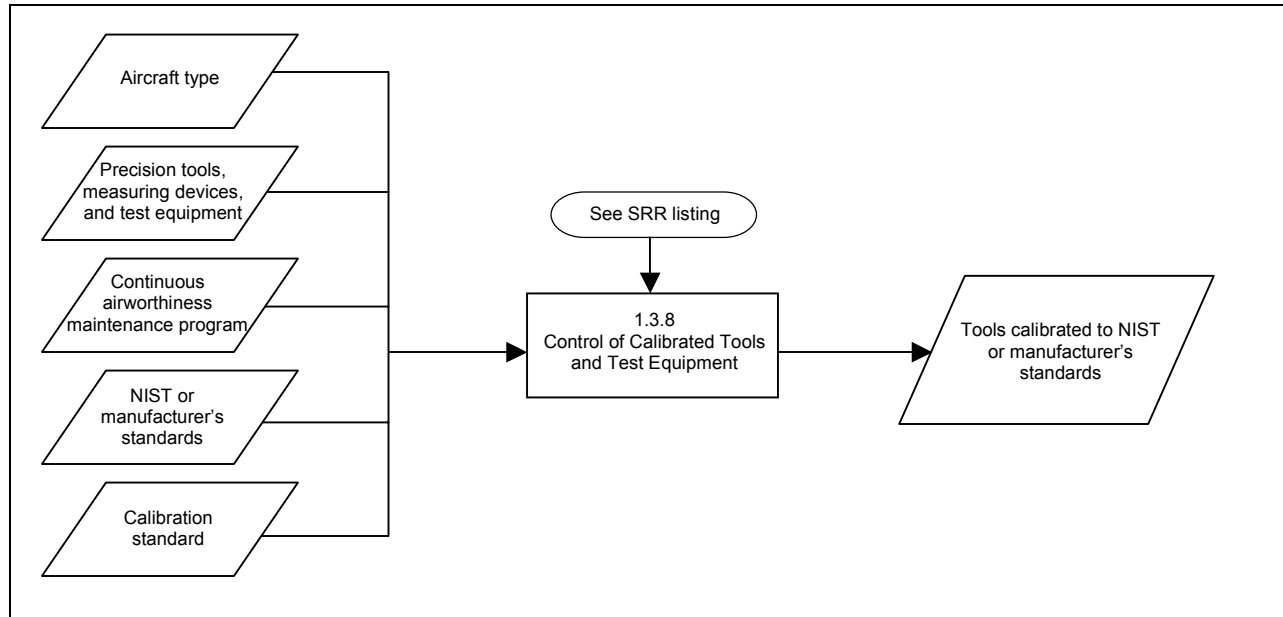 Aircraft type
Precision tools,
measuring devices,
and test equipment
Continuous
airworthiness
maintenance program
NIST or
manufacturer's
standards
Calibration
standard
See SRR listing
1.3.8
Control of Calibrated Tools
and Test Equipment
Tools calibrated to NIST
or manufacturer's
standards